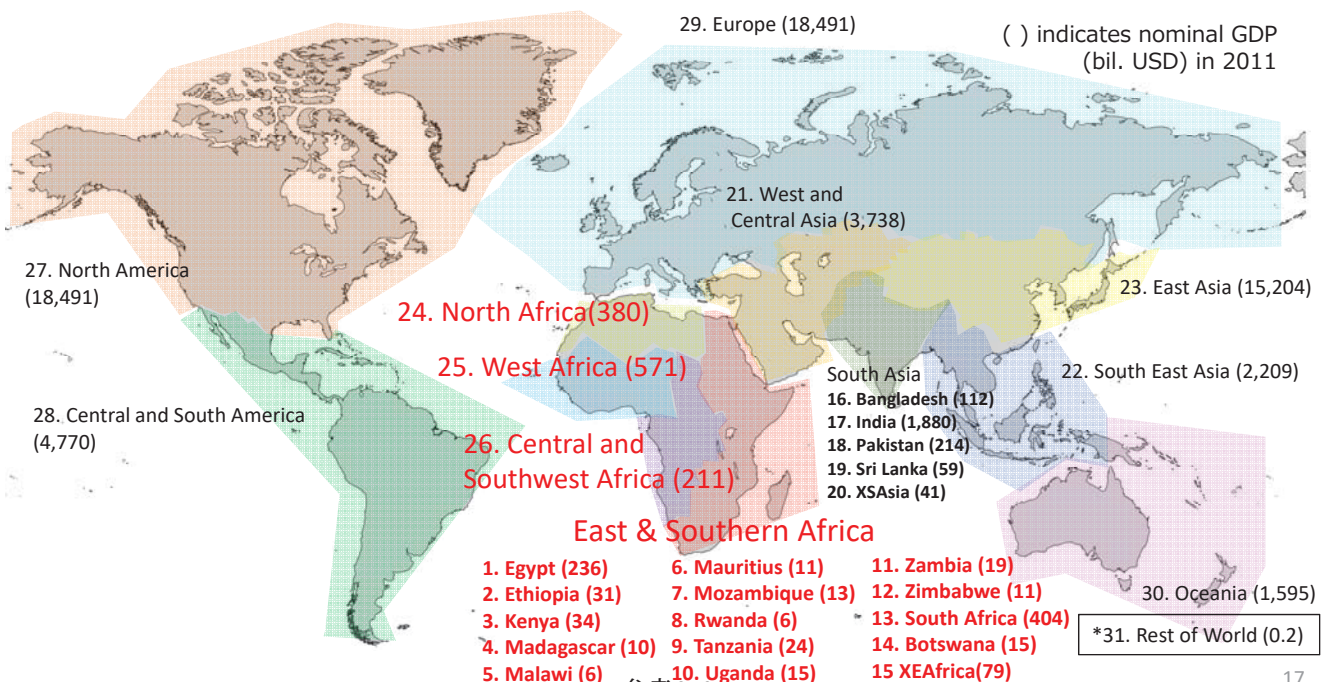 29. Europe (18,491)
( ) indicates nominal GDP
(bil. USD) in 2011
21. West and
Central Asia (3,738)
27. North America
(18,491)
23. East Asia (15,204)
24. North Africa(380)
25. West Africa (571)
South Asia
16. Bangladesh (112)
17. India (1,880)
18. Pakistan (214)
19. Sri Lanka (59)
20. XSAsia (41)
22. South East Asia (2,209)
28. Central and South America
(4,770)
26. Central and
Southwest Africa (211)
East & Southern Africa
1. Egypt (236)
2. Ethiopia (31)
3. Kenya (34)
4. Madagascar (10)
5. Malawi (6)
6. Mauritius (11)
7. Mozambique (13)
8. Rwanda (6)
9. Tanzania (24)
10. Uganda (15)
11. Zambia (19)
12. Zimbabwe (11)
13. South Africa (404)
14. Botswana (15)
15 XEAfrica(79)
30. Oceania (1,595)
*31. Rest of World (0.2)
17